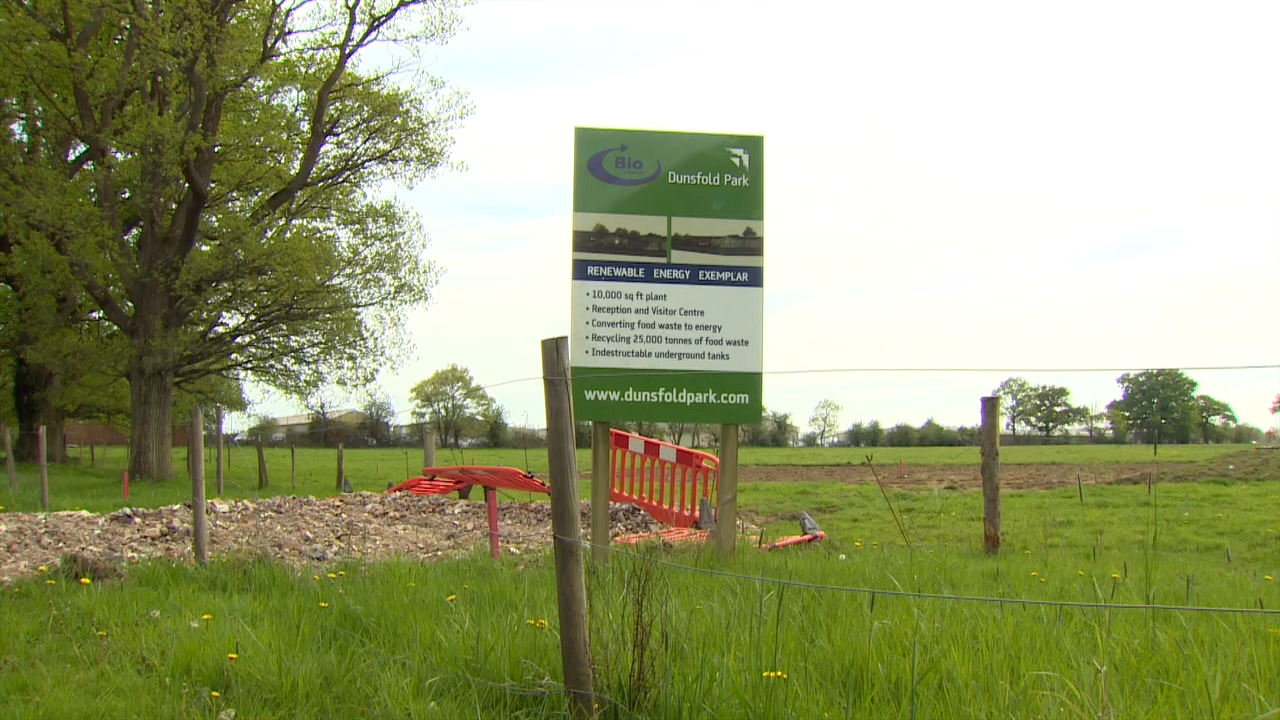 Bio
Dunsfold Park
RENEWABLE ENERGY EXEMPLAR
• 10,000 sq ft plant
• Reception and Visitor Centre
• Converting food waste to energy
• Recycling 25,000 tonnes of food waste
• Indestructable underground tanks
www.dunsfoldpark.com